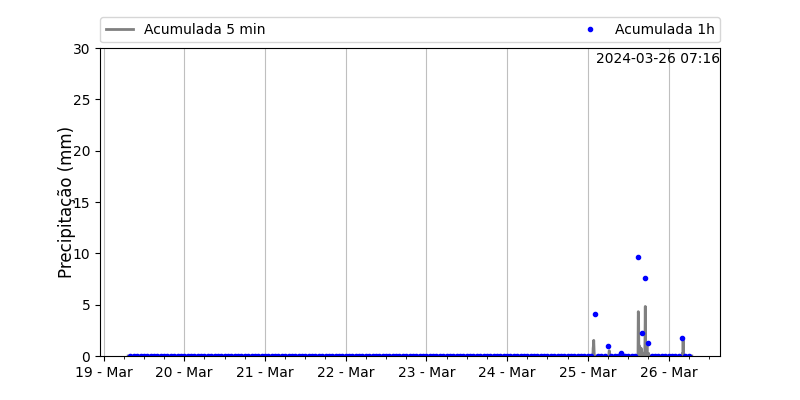 Acumulada 5 min
Acumulada 1h
2024-03-26 07:16
Precipitação (mm)
30
25
20
15
10
5
0
19 - Mar
20 - Mar
21 - Mar
22 - Mar
23 - Mar
24 - Mar
25 - Mar
26 - Mar